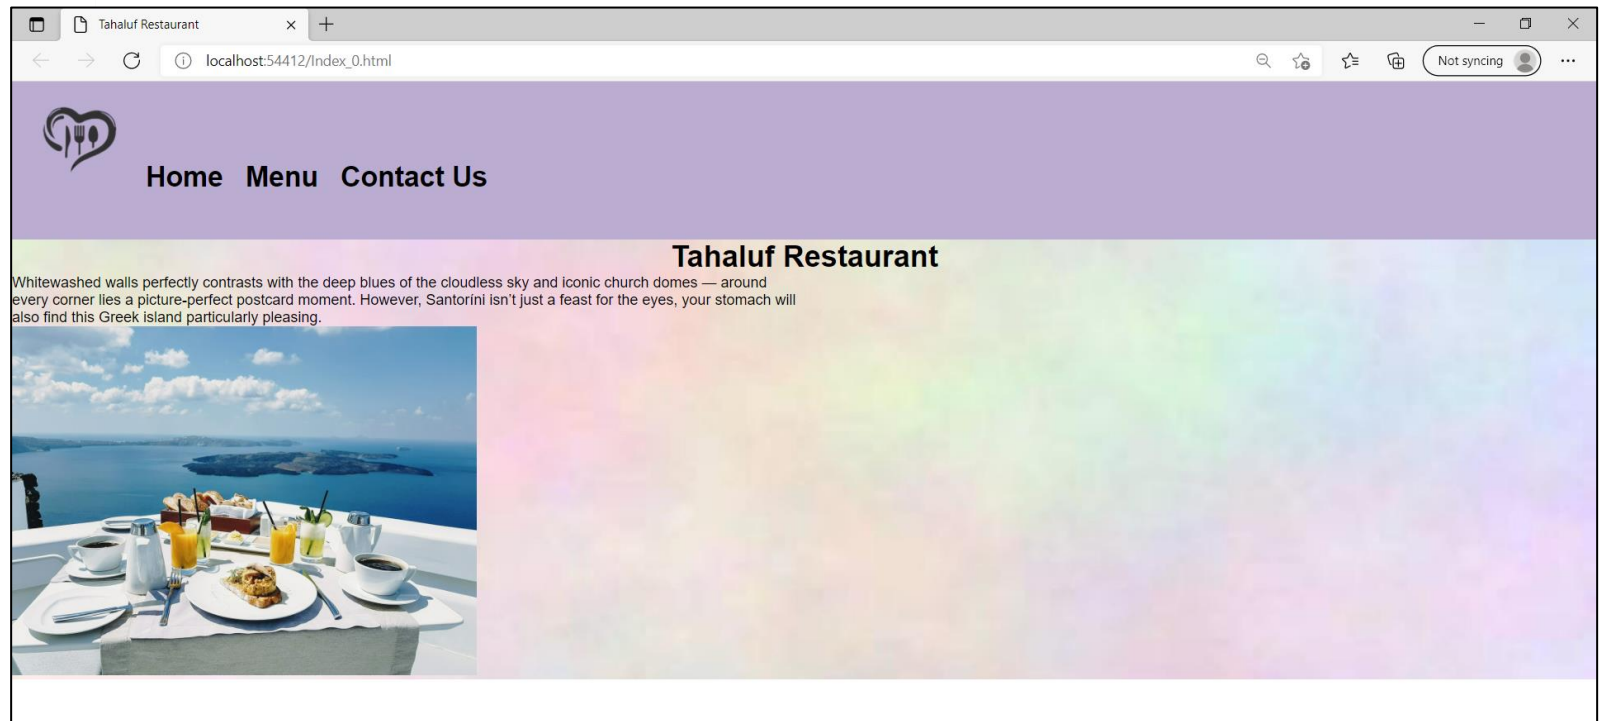 Tahaluf Restaurant
localhost:54412/Index_0.html
Not syncing
Home Menu Contact Us
Tahaluf Restaurant
Whitewashed walls perfectly contrasts with the deep blues of the cloudless sky and iconic church domes — around
every corner lies a picture-perfect postcard moment. However, Santoríni isn’t just a feast for the eyes, your stomach will
also find this Greek island particularly pleasing.